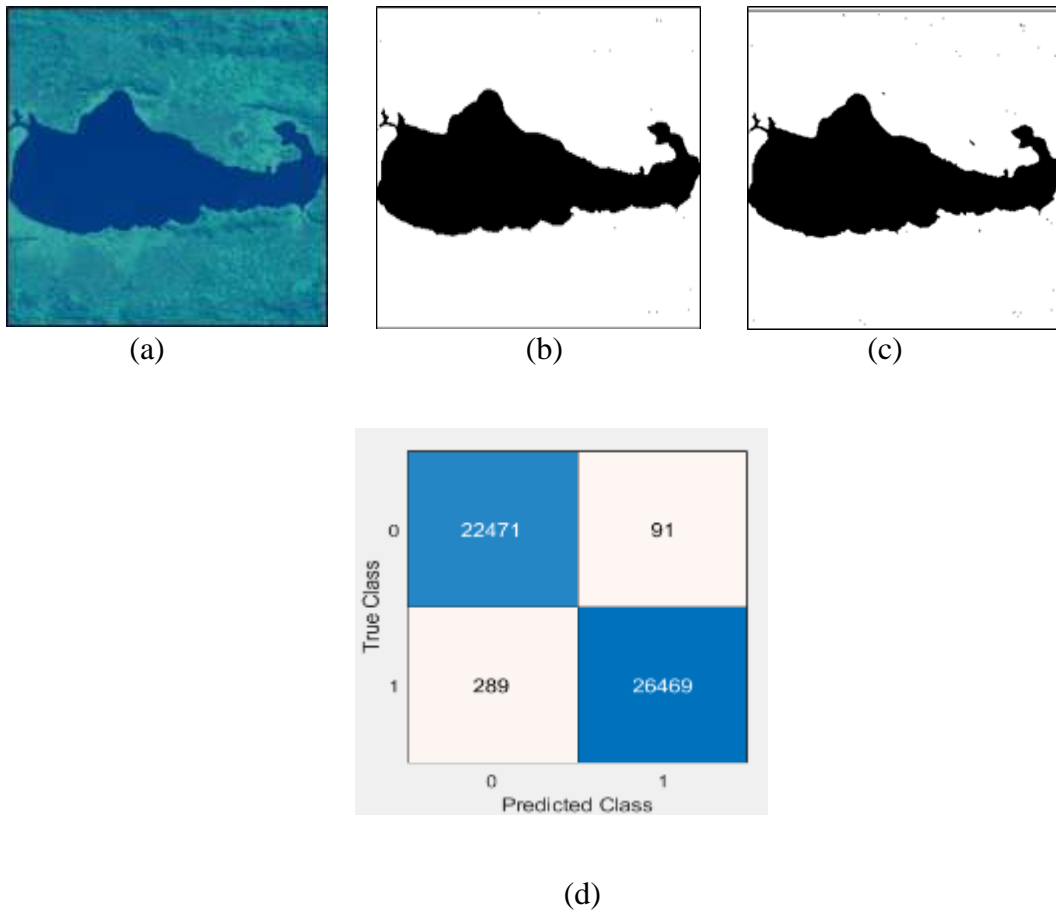 (a)
(b)
(c)
True Class
0
22471
91
1
289
26469
0
1
Predicted Class
(d)